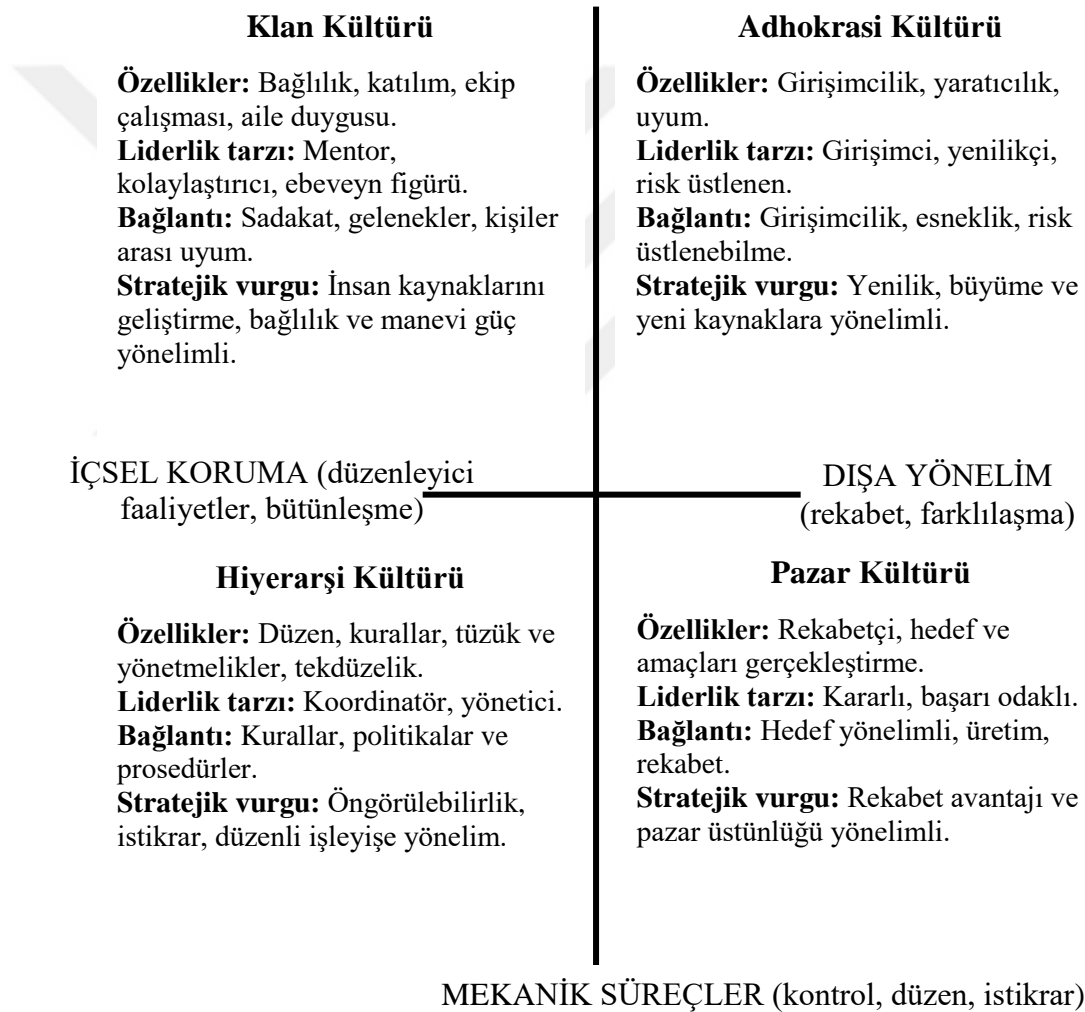 Klan Kültürü
Özellikler: Bağlılık, katılım, ekip
çalışması, aile duygusu.
Liderlik tarzı: Mentor,
kolaylaştırıcı, ebeveyn figürü.
Bağlantı: Sadakat, gelenekler, kişiler
arası uyum.
Stratejik vurgu: İnsan kaynaklarını
geliştirme, bağlılık ve manevi güç
yönelimli.
Adhokrasi Kültürü
Özellikler: Girişimcilik, yaratıcılık,
uyum.
Liderlik tarzı: Girişimci, yenilikçi,
risk üstlenen.
Bağlantı: Girişimcilik, esneklik, risk
üstlenebilme.
Stratejik vurgu: Yenilik, büyüme ve
yeni kaynaklara yönelimli.
İÇSEL KORUMA (düzenleyici
faaliyetler, bütünleşme)
DIŞA YÖNELİM
(rekabet, farklılaşma)
Hiyerarşi Kültürü
Özellikler: Düzen, kurallar, tüzük ve
yönetmelikler, tekdüzelik.
Liderlik tarzı: Koordinatör, yönetici.
Bağlantı: Kurallar, politikalar ve
prosedürler.
Stratejik vurgu: Öngörülebilirlik,
istikrar, düzenli işleyişe yönelim.
Pazar Kültürü
Özellikler: Rekabetçi, hedef ve
amaçları gerçekleştirme.
Liderlik tarzı: Kararlı, başarı odaklı.
Bağlantı: Hedef yönelimli, üretim,
rekabet.
Stratejik vurgu: Rekabet avantajı ve
pazar üstünlüğü yönelimli.
MEKANİK SÜREÇLER (kontrol, düzen, istikrar)